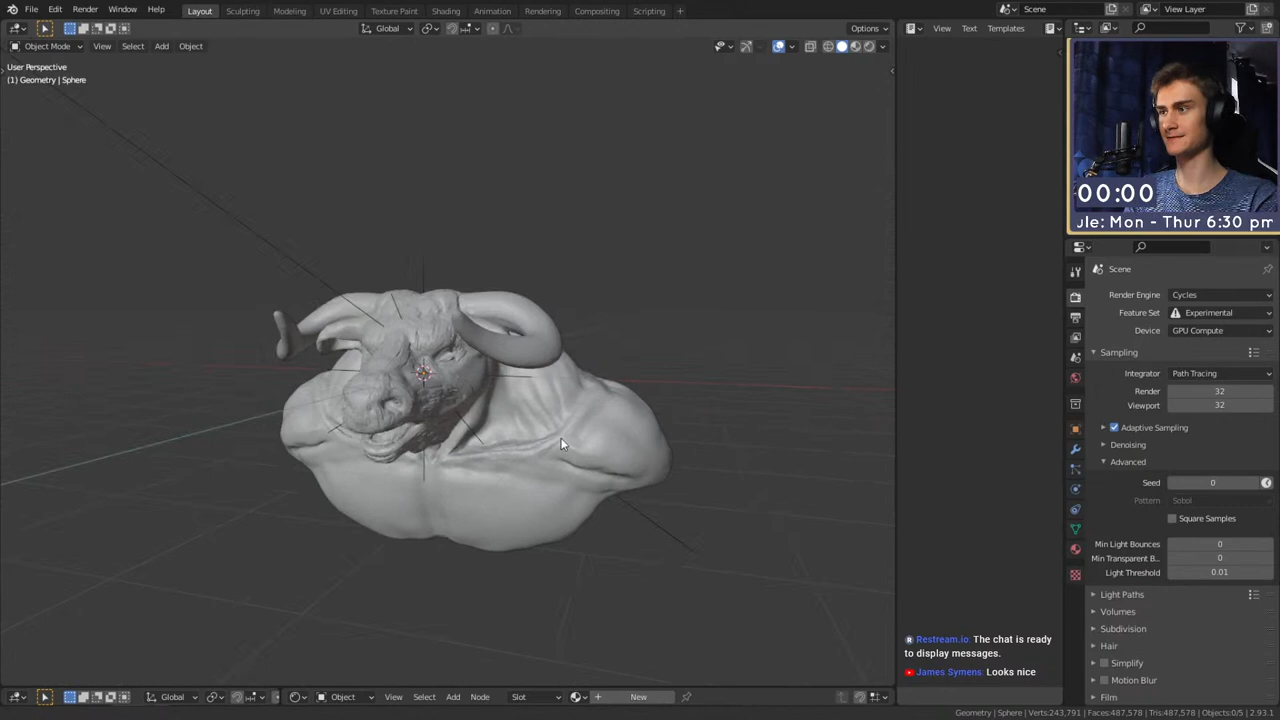 File Edit Render Window Help Layout Sculpting Modeling UV Editing Texture Paint Shading Animation Rendering Compositing Scripting + Scene View Layer
Global Options View Text Templates
Object Mode View Select Add Object
User Perspective
(1) Geometry | Sphere
00:00
ule: Mon - Thur 6:30 pm
Scene
Render Engine Cycles
Feature Set Experimental
Device GPU Compute
Sampling
Integrator Path Tracing
Render 32
Viewport 32
Adaptive Sampling
Denoising
Advanced
Seed 0
Pattern Sobol
Square Samples
Min Light Bounces 0
Min Transparent B... 0
Light Threshold 0.01
Light Paths
Volumes
Subdivision
Hair
Simplify
Motion Blur
Film
Restream.io: The chat is ready
to display messages.
James Symens: Looks nice
Global Object View Select Add Node Slot New
Geometry | Sphere Verts:243,791 | Faces:487,578 | Tris:487,578 | Objects:0/5 | 2.93.1